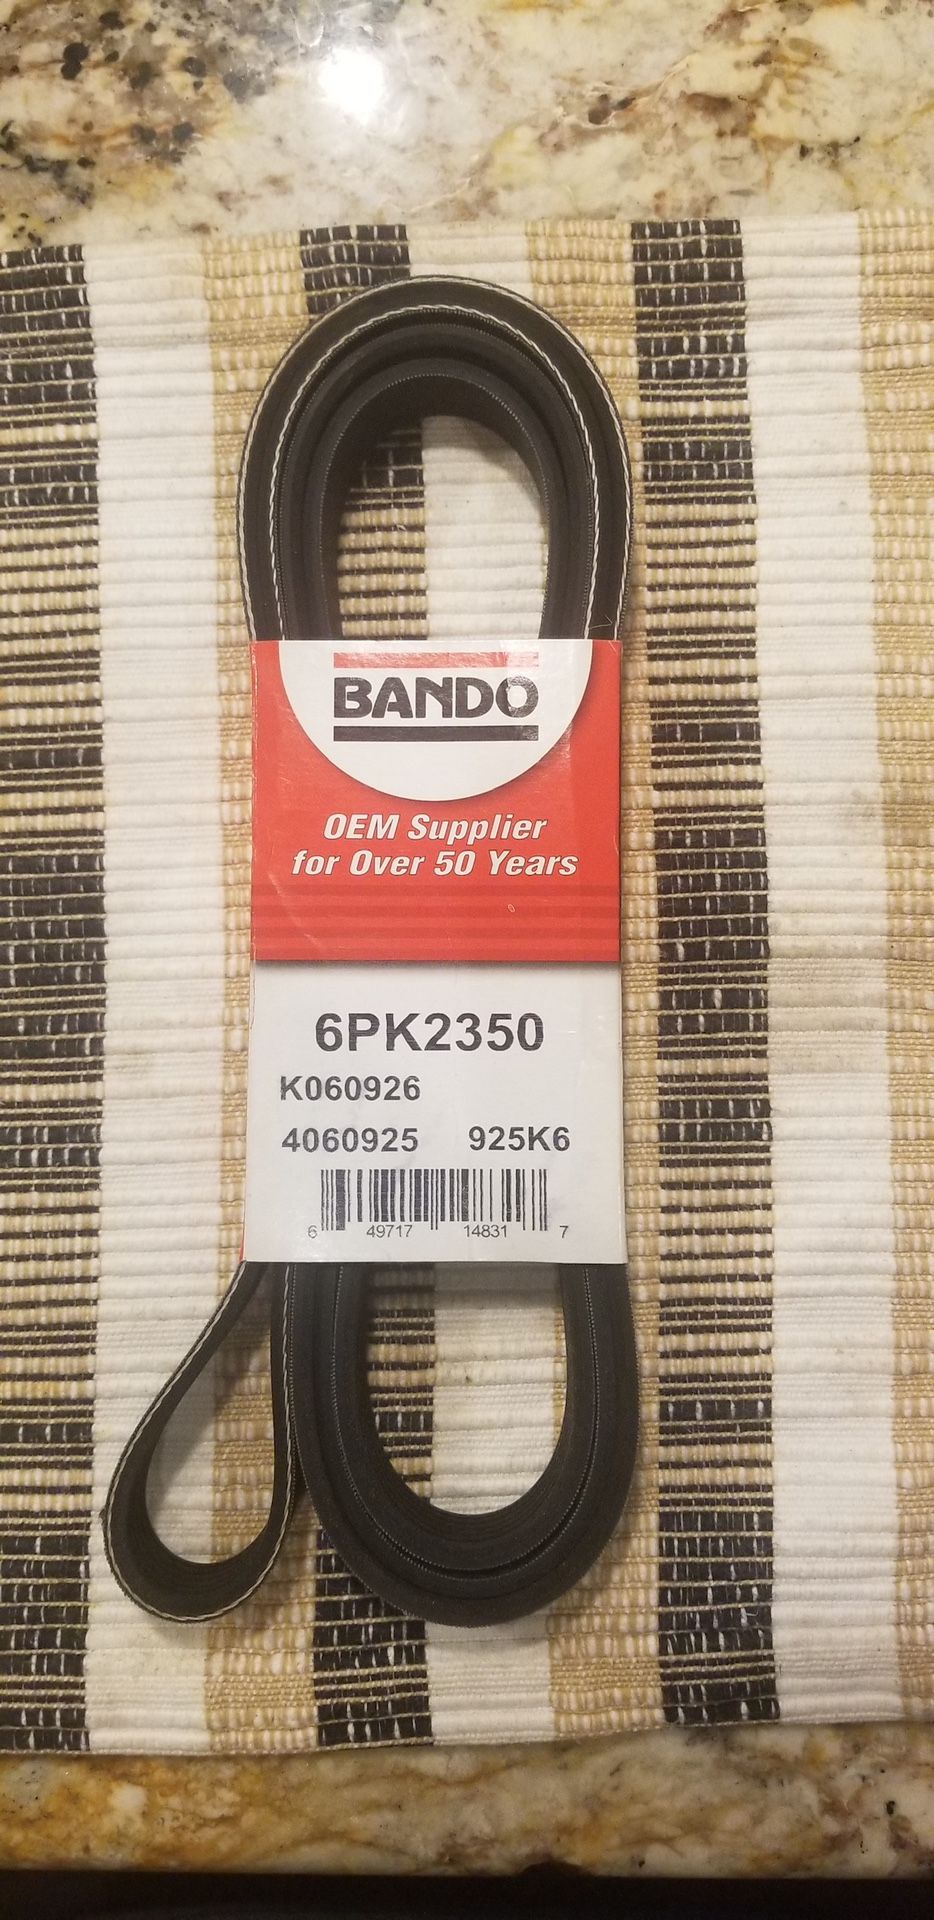 BANDO
OEM Supplier
for Over 50 Years
6PK2350
K060926
4060925 925K6
6 49717 14831 7